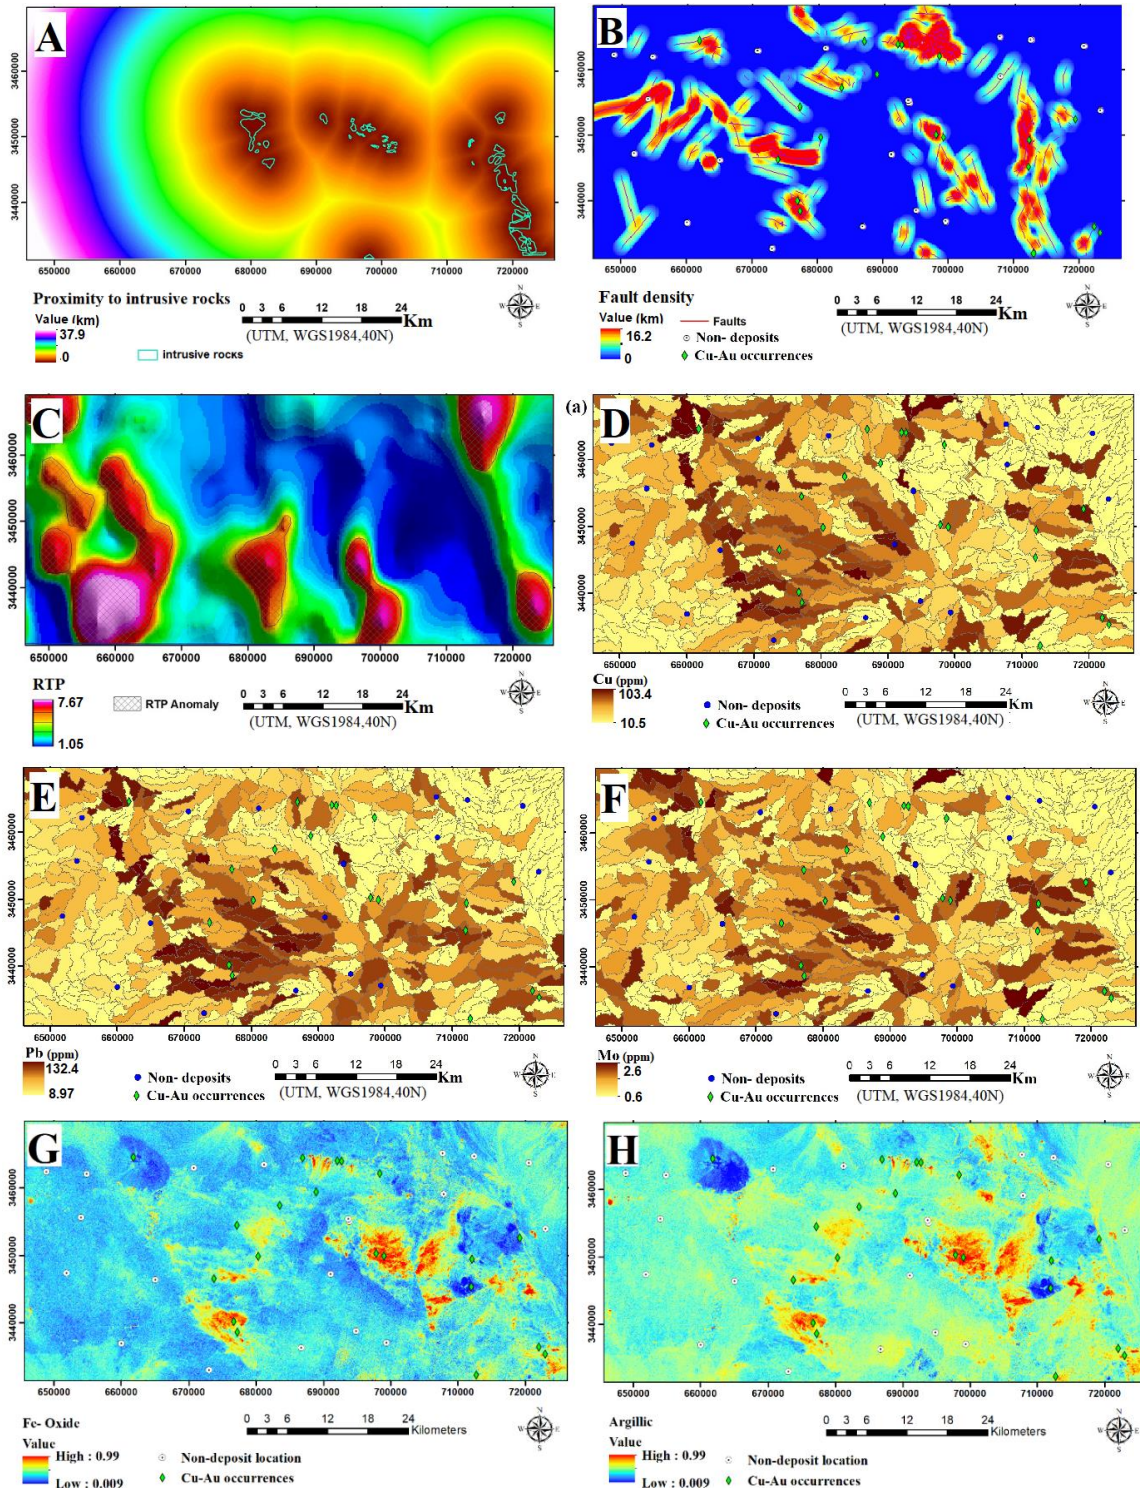 A
3460000
3450000
3440000
650000 660000 670000 680000 690000 700000 710000 720000
Proximity to intrusive rocks
Value (km)
37.9
0
0 3 6 12 18 24
Km
(UTM, WGS1984,40N)
intrusive rocks
N
W E
S
B
3460000
3450000
3440000
650000 660000 670000 680000 690000 700000 710000 720000
Fault density
Value (km)
16.2
0
0 3 6 12 18 24
Km
(UTM, WGS1984,40N)
Faults
Non- deposits
Cu-Au occurrences
N
W E
S
C
3460000
3450000
3440000
650000 660000 670000 680000 690000 700000 710000 720000
RTP
7.67
1.05
RTP Anomaly
0 3 6 12 18 24
Km
(UTM, WGS1984,40N)
N
W E
S
(a)
D
3460000
3450000
3440000
650000 660000 670000 680000 690000 700000 710000 720000
Cu (ppm)
103.4
10.5
Non- deposits
Cu-Au occurrences
0 3 6 12 18 24
Km
(UTM, WGS1984,40N)
N
W E
S
E
3460000
3450000
3440000
650000 660000 670000 680000 690000 700000 710000 720000
Pb (ppm)
132.4
8.97
Non- deposits
Cu-Au occurrences
0 3 6 12 18 24
Km
(UTM, WGS1984,40N)
N
W E
S
F
3460000
3450000
3440000
650000 660000 670000 680000 690000 700000 710000 720000
Mo (ppm)
2.6
0.6
Non- deposits
Cu-Au occurrences
0 3 6 12 18 24
Km
(UTM, WGS1984,40N)
N
W E
S
G
3460000
3450000
3440000
650000 660000 670000 680000 690000 700000 710000 720000
Fe- Oxide
Value
High : 0.99
Low : 0.009
0 3 6 12 18 24
Kilometers
Non-deposit location
Cu-Au occurrences
N
W E
S
H
3460000
3450000
3440000
650000 660000 670000 680000 690000 700000 710000 720000
Argillic
Value
High : 0.99
Low : 0.009
0 3 6 12 18 24
Kilometers
Non-deposit location
Cu-Au occurrences
N
W E
S